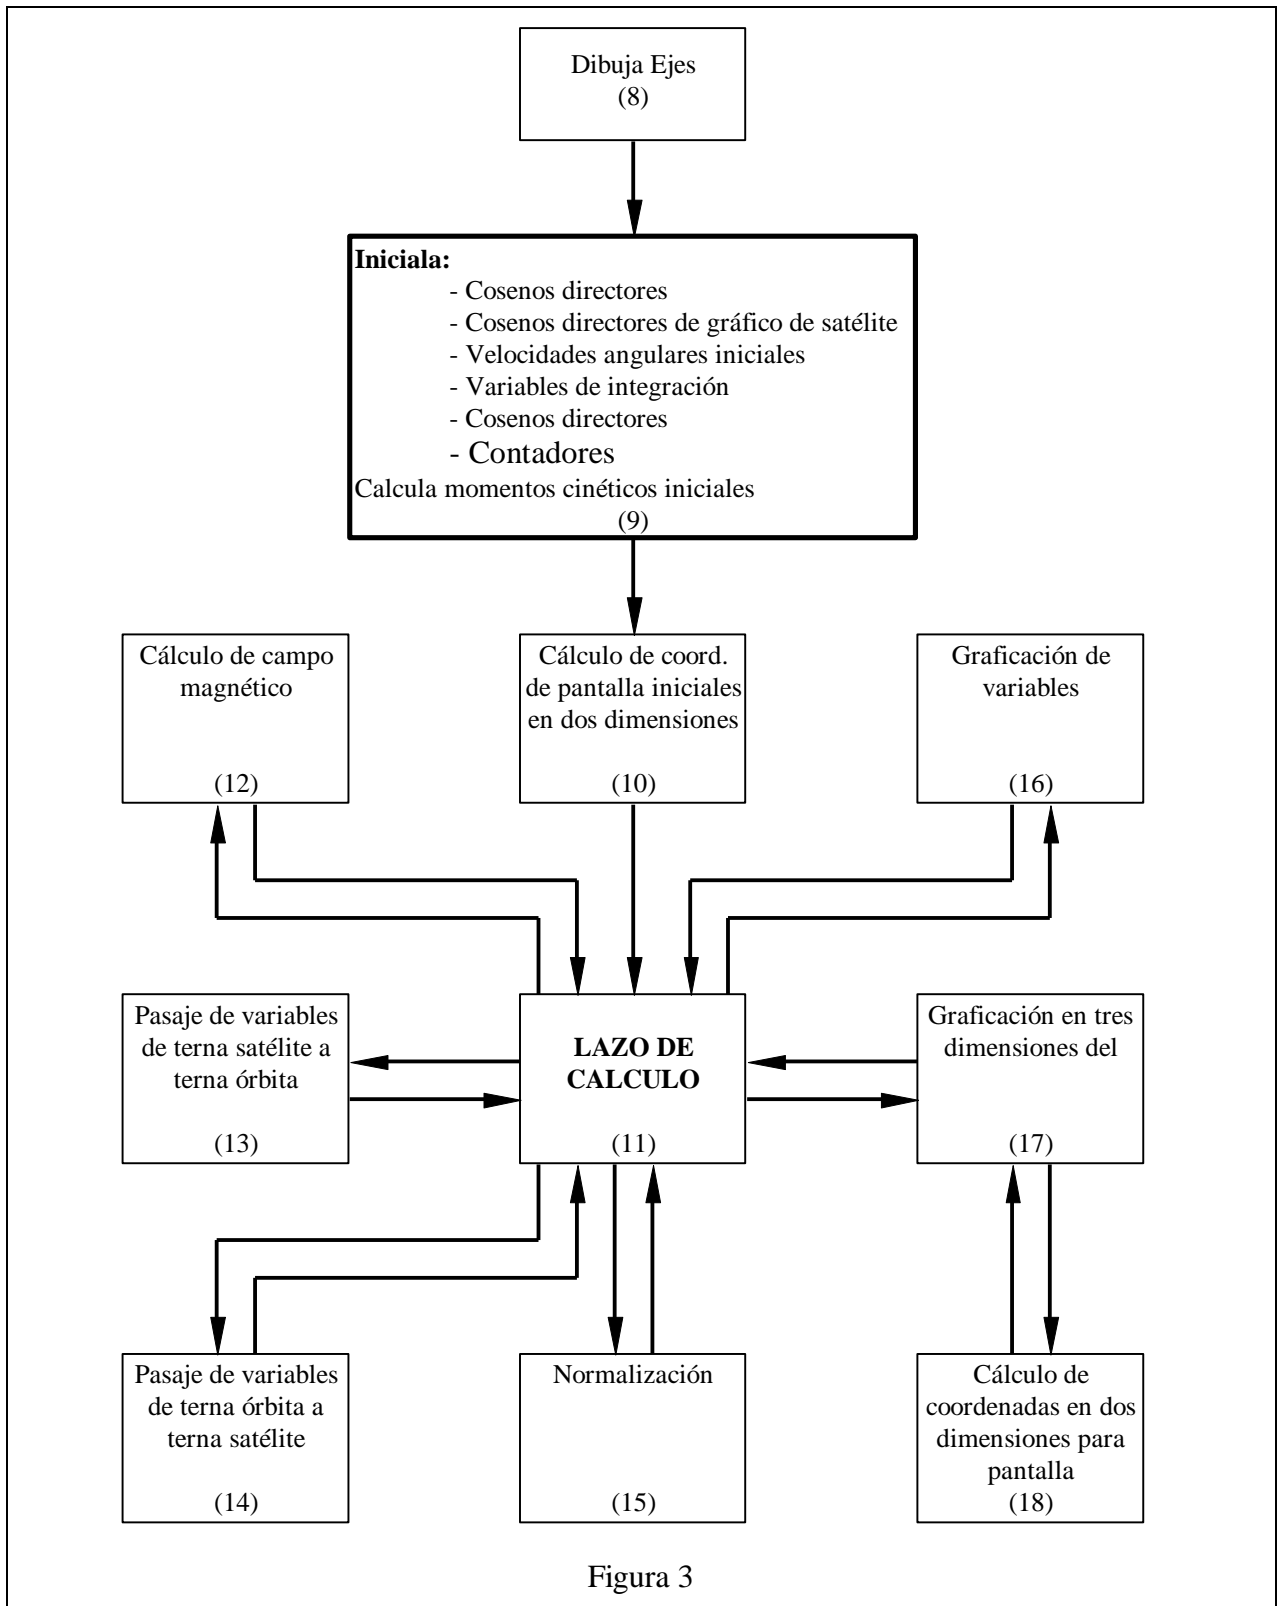 Dibuja Ejes
(8)
Iniciala:
- Cosenos directores
- Cosenos directores de gráfico de satélite
- Velocidades angulares iniciales
- Variables de integración
- Cosenos directores
- Contadores
Calcula momentos cinéticos iniciales
(9)
Cálculo de campo
magnético
(12)
Cálculo de coord.
de pantalla iniciales
en dos dimensiones
(10)
Graficación de
variables
(16)
Pasaje de variables
de terna satélite a
terna órbita
(13)
LAZO DE
CALCULO
(11)
Graficación en tres
dimensiones del
(17)
Pasaje de variables
de terna órbita a
terna satélite
(14)
Normalización
(15)
Cálculo de
coordenadas en dos
dimensiones para
pantalla
(18)
Figura 3